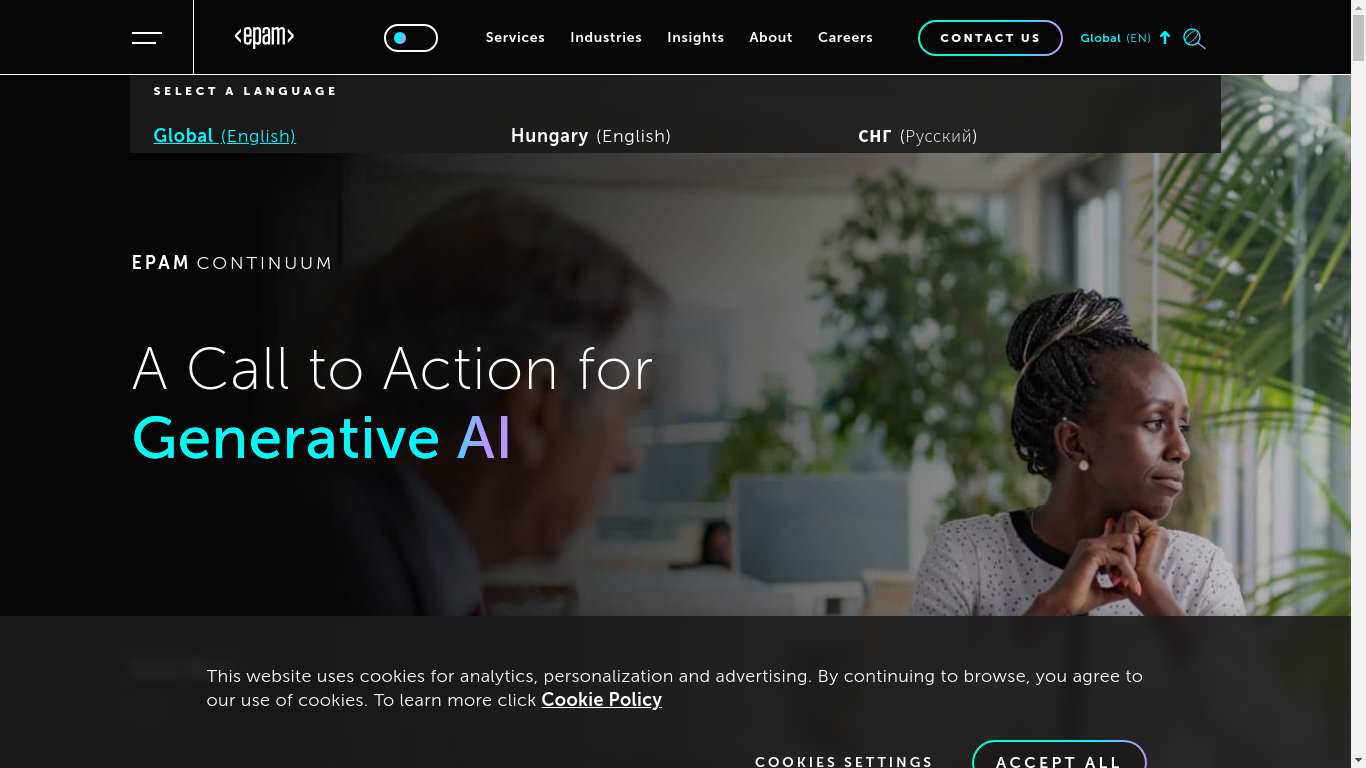 <epam>
Services Industries Insights About Careers CONTACT US Global (EN)
SELECT A LANGUAGE
Global (English) Hungary (English) СНГ (Русский)
EPAM CONTINUUM
A Call to Action for
Generative AI
This website uses cookies for analytics, personalization and advertising. By continuing to browse, you agree to
our use of cookies. To learn more click Cookie Policy
COOKIES SETTINGS ACCEPT ALL